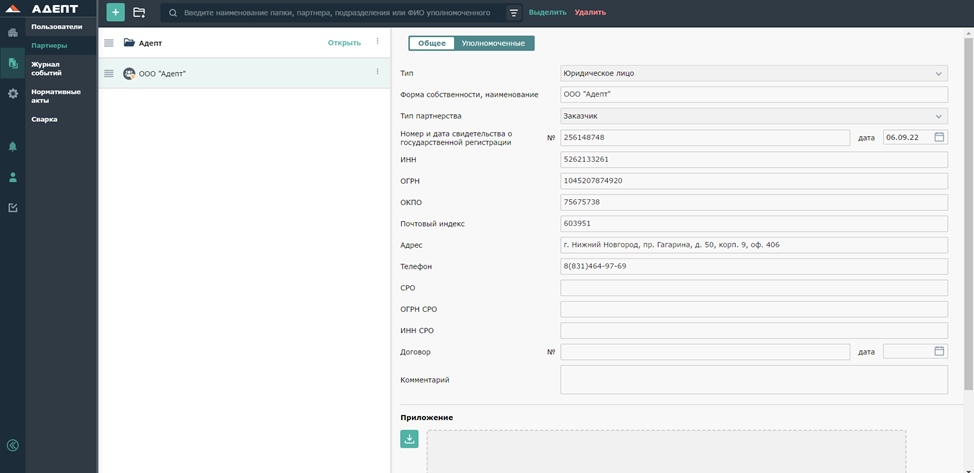 АДЕПТ
Введите наименование папки, партнера, подразделения или ФИО уполномоченного
Выделить
Удалить
Пользователи
Партнеры
Журнал
событий
Нормативные
акты
Сварка
Адепт
Открыть
ООО "Адепт"
Общее
Уполномоченные
Тип
Юридическое лицо
Форма собственности, наименование
ООО "Адепт"
Тип партнерства
Заказчик
Номер и дата свидетельства о
государственной регистрации
№
256148748
дата
06.09.22
ИНН
5262133261
ОГРН
1045207874920
ОКПО
75675738
Почтовый индекс
603951
Адрес
г. Нижний Новгород, пр. Гагарина, д. 50, корп. 9, оф. 406
Телефон
8(831)464-97-69
СРО
ОГРН СРО
ИНН СРО
Договор
№
дата
Комментарий
Приложение